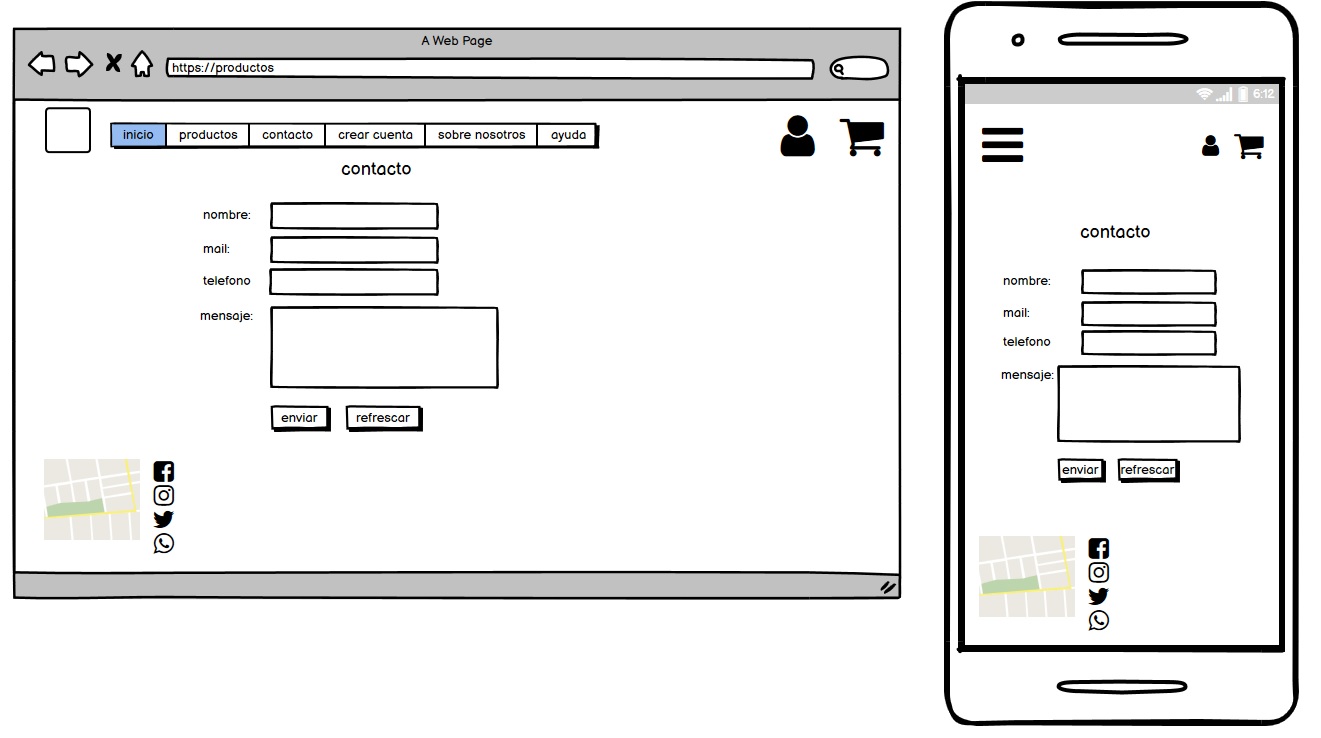 A Web Page
https://productos
inicio productos contacto crear cuenta sobre nosotros ayuda
contacto
nombre:
mail:
telefono
mensaje:
enviar refrescar
6:12
contacto
nombre:
mail:
telefono
mensaje:
enviar refrescar